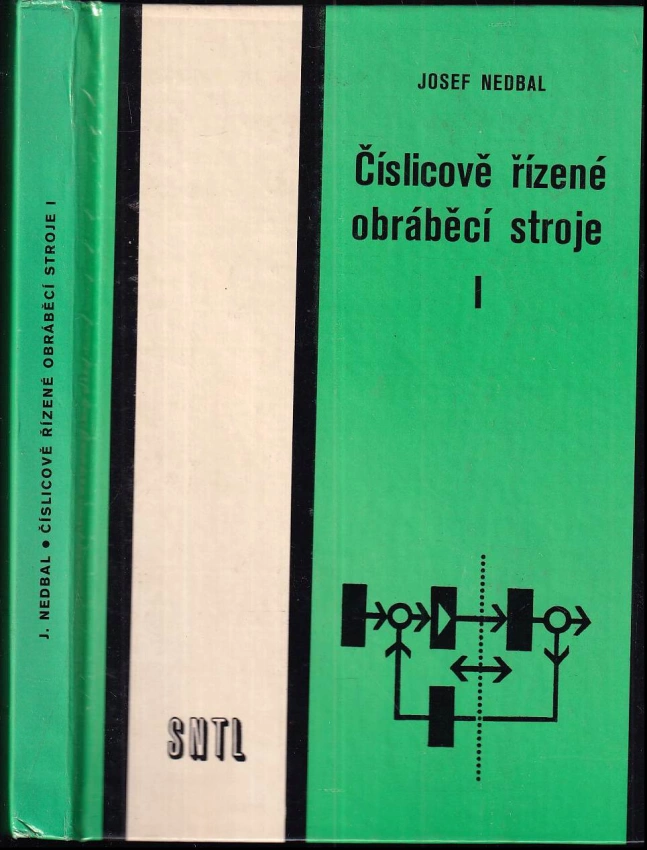 J. NEDBAL • ČÍSLICOVĚ ŘÍZENÉ OBRÁBĚCÍ STROJE I
JOSEF NEDBAL
Číslicově řízené
obráběcí stroje
I
SNTL